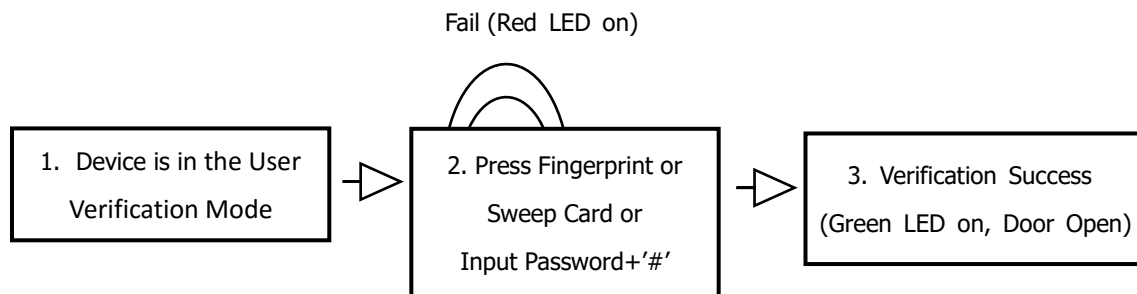 Fail (Red LED on)
1. Device is in the User
Verification Mode
2. Press Fingerprint or
Sweep Card or
Input Password+’#’
3. Verification Success
(Green LED on, Door Open)